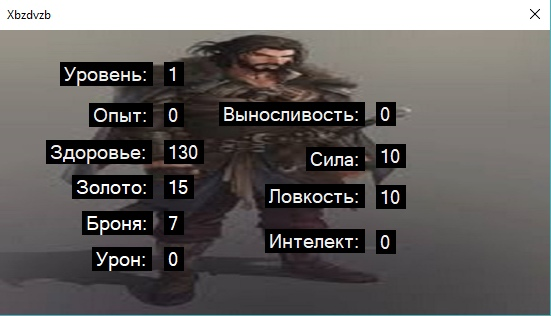 Xbzdvzb
Уровень: 1
Опыт: 0
Здоровье: 130
Золото: 15
Броня: 7
Урон: 0
Выносливость: 0
Сила: 10
Ловкость: 10
Интелект: 0